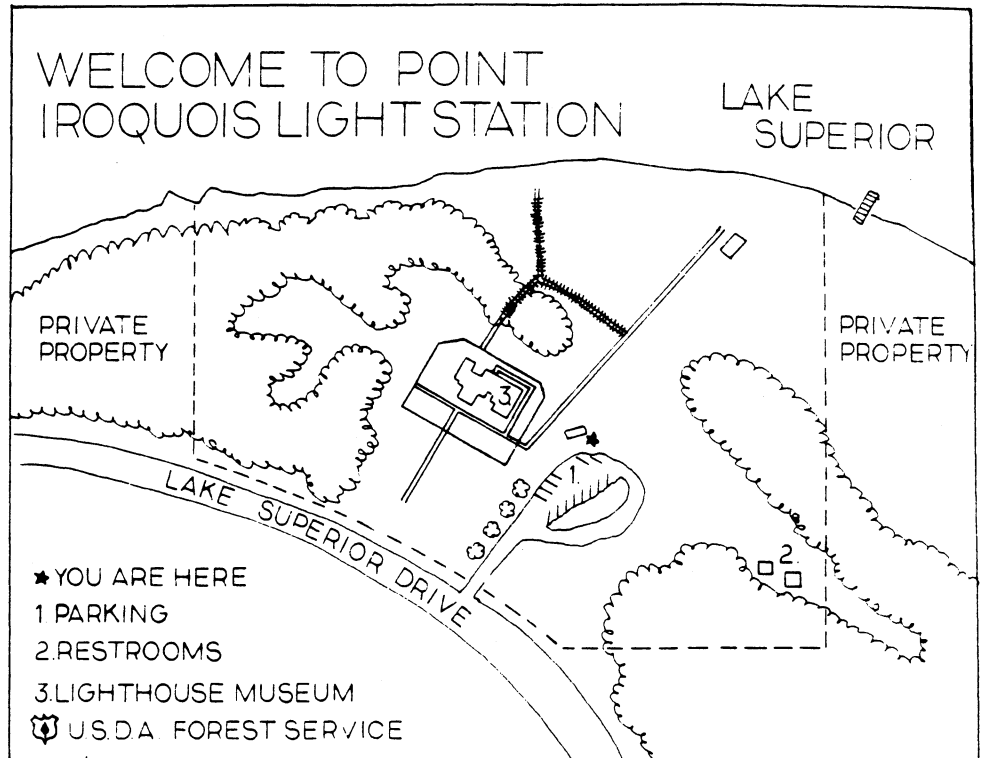 WELCOME TO POINT
IROQUOIS LIGHT STATION
LAKE
SUPERIOR
PRIVATE
PROPERTY
PRIVATE
PROPERTY
3
1.
2.
LAKE SUPERIOR DRIVE
★ YOU ARE HERE
1. PARKING
2. RESTROOMS
3. LIGHTHOUSE MUSEUM
U.S.D.A. FOREST SERVICE